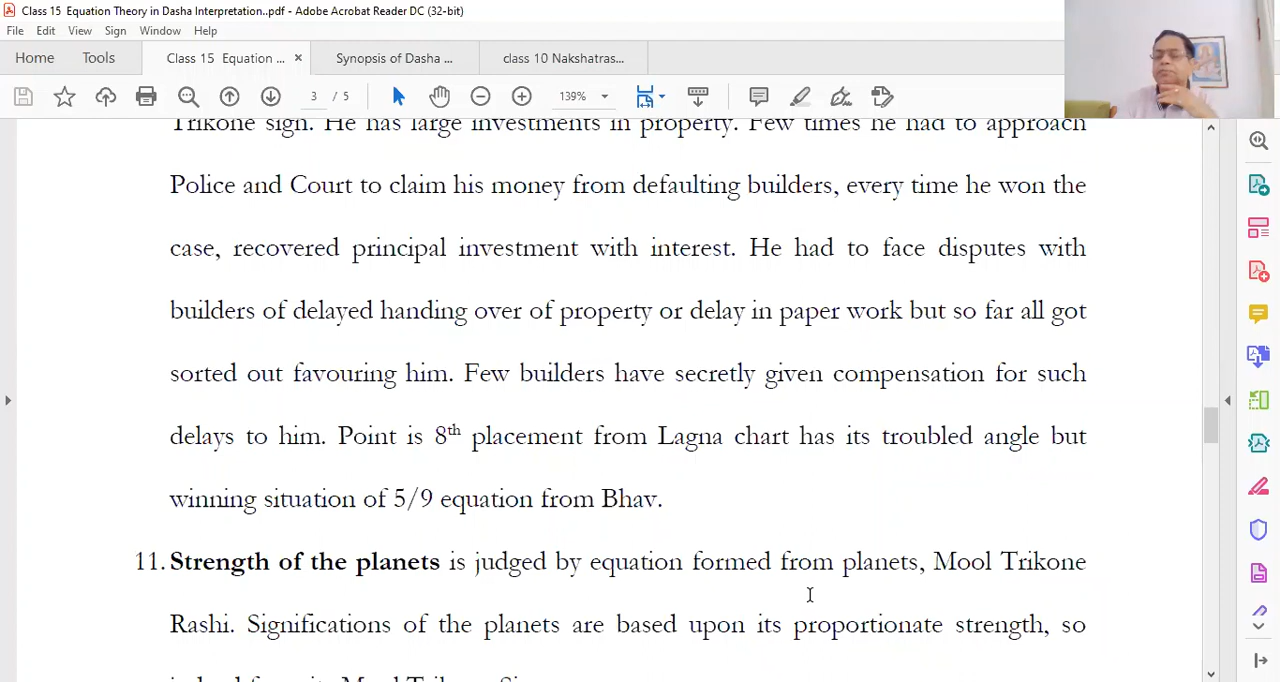 Class 15 Equation Theory in Dasha Interpretation..pdf - Adobe Acrobat Reader DC (32-bit)
File Edit View Sign Window Help
Home Tools Class 15 Equation ... × Synopsis of Dasha ... class 10 Nakshatras...
3 / 5 139%
Trikone sign. He has large investments in property. Few times he had to approach
Police and Court to claim his money from defaulting builders, every time he won the
case, recovered principal investment with interest. He had to face disputes with
builders of delayed handing over of property or delay in paper work but so far all got
sorted out favouring him. Few builders have secretly given compensation for such
delays to him. Point is 8th placement from Lagna chart has its troubled angle but
winning situation of 5/9 equation from Bhav.
11. Strength of the planets is judged by equation formed from planets, Mool Trikone
Rashi. Significations of the planets are based upon its proportionate strength, so